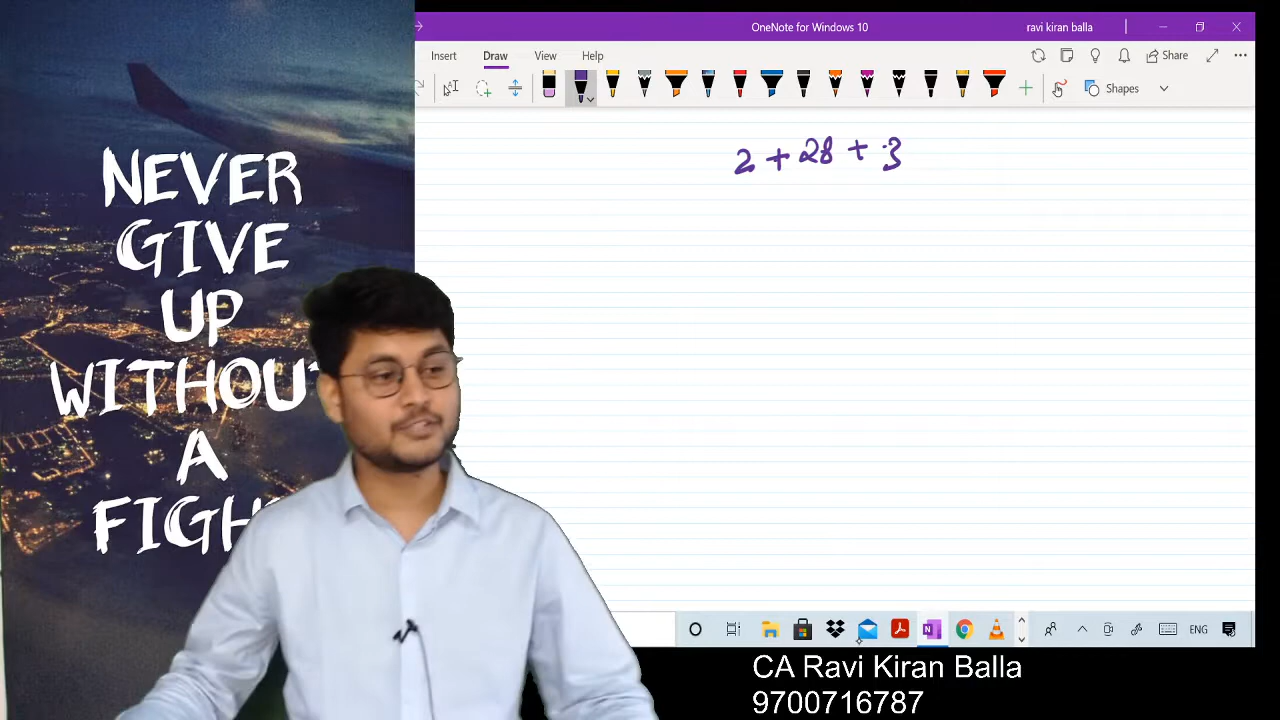 NEVER
GIVE
UP
WITHOUT
A
FIGH
OneNote for Windows 10
ravi kiran balla
Insert Draw View Help
Share
Shapes
2 + 28 + 3
ENG
CA Ravi Kiran Balla
9700716787